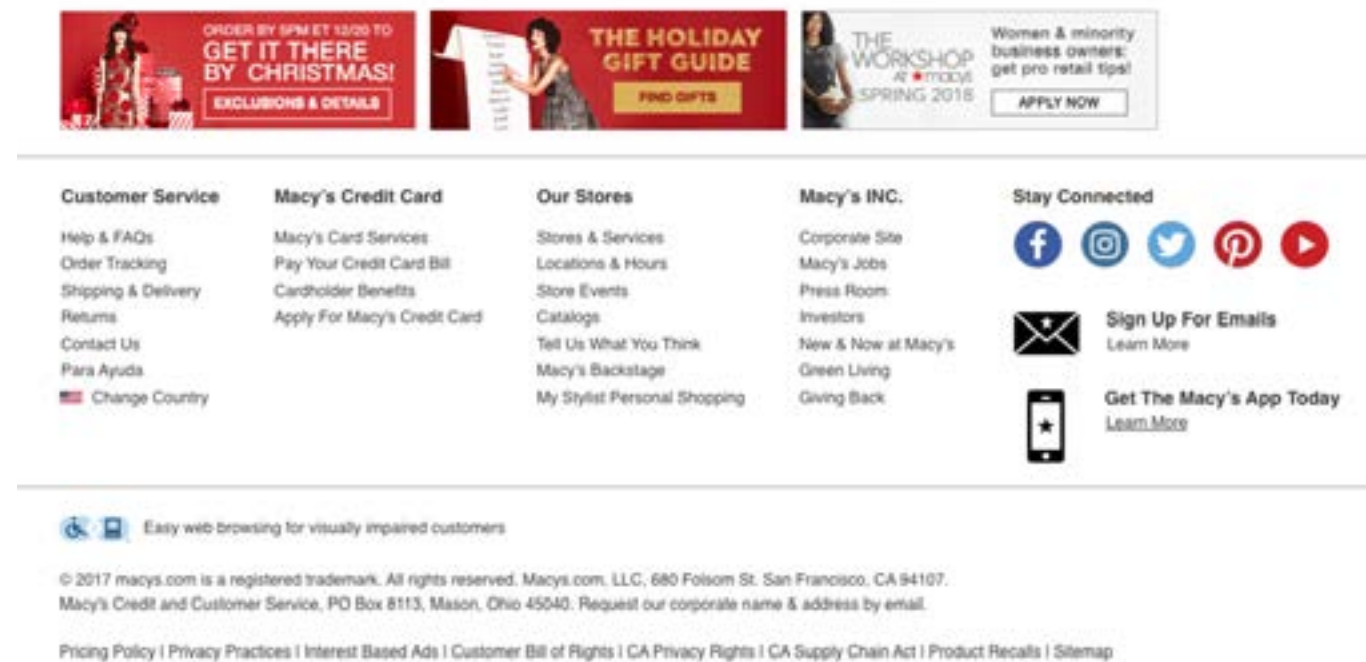 ORDER BY 5PM ET 12/20 TO
GET IT THERE
BY CHRISTMAS!
EXCLUSIONS & DETAILS
THE HOLIDAY
GIFT GUIDE
FIND GIFTS
THE
WORKSHOP
AT macys
SPRING 2018
Women & minority
business owners:
get pro retail tips!
APPLY NOW
Customer Service
Help & FAQs
Order Tracking
Shipping & Delivery
Returns
Contact Us
Para Ayuda
Change Country
Macy's Credit Card
Macy's Card Services
Pay Your Credit Card Bill
Cardholder Benefits
Apply For Macy's Credit Card
Our Stores
Stores & Services
Locations & Hours
Store Events
Catalogs
Tell Us What You Think
Macy's Backstage
My Stylist Personal Shopping
Macy's INC.
Corporate Site
Macy's Jobs
Press Room
Investors
New & Now at Macy's
Green Living
Giving Back
Stay Connected
Sign Up For Emails
Learn More
Get The Macy's App Today
Learn More
Easy web browsing for visually impaired customers
© 2017 macys.com is a registered trademark. All rights reserved. Macys.com, LLC, 680 Folsom St. San Francisco, CA 94107.
Macy's Credit and Customer Service, PO Box 8113, Mason, Ohio 45040. Request our corporate name & address by email.
Pricing Policy | Privacy Practices | Interest Based Ads | Customer Bill of Rights | CA Privacy Rights | CA Supply Chain Act | Product Recalls | Sitemap